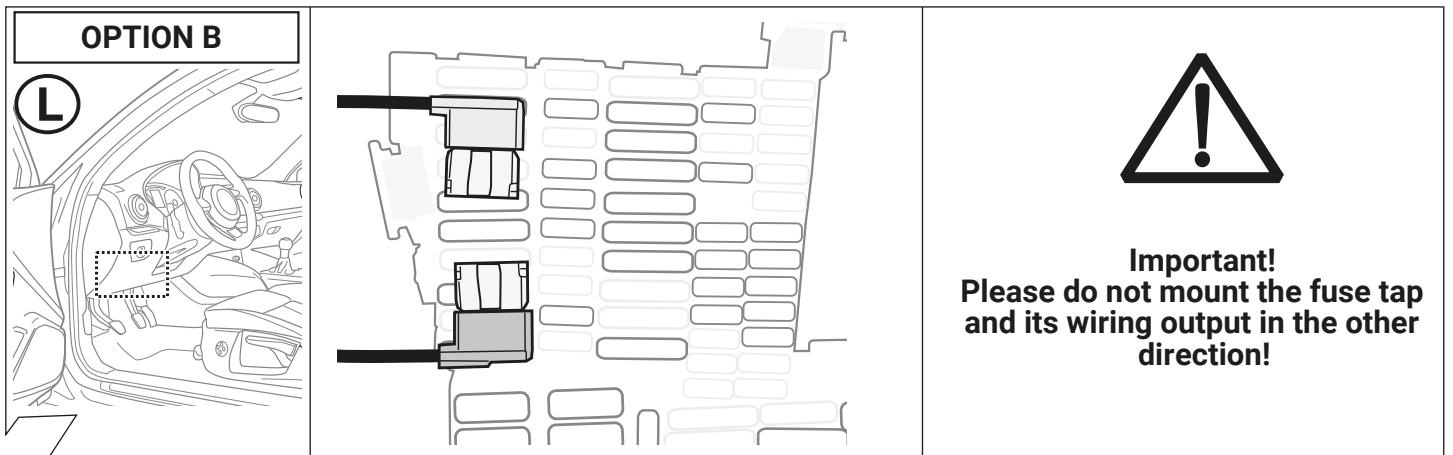 OPTION B
L
Important!
Please do not mount the fuse tap
and its wiring output in the other
direction!